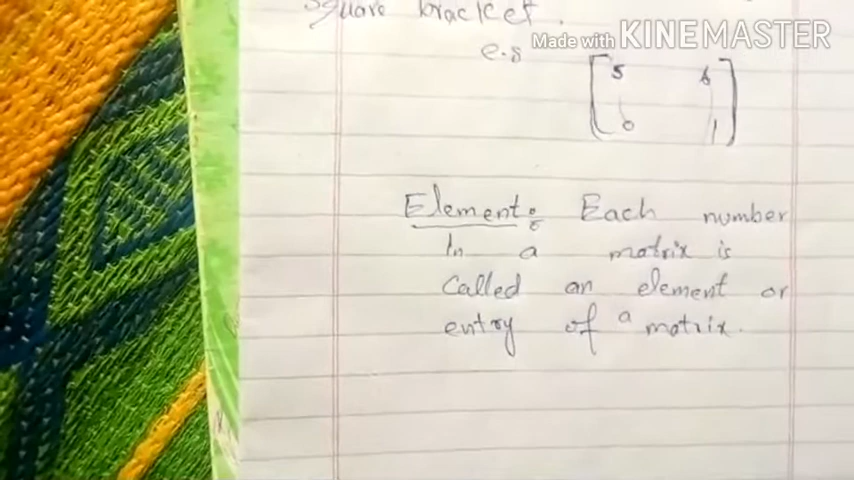 Square bracket.
Made with KINEMASTER
e.g
5 6
0 1
Element: Each number
In a matrix is
Called an element or
entry of a matrix.